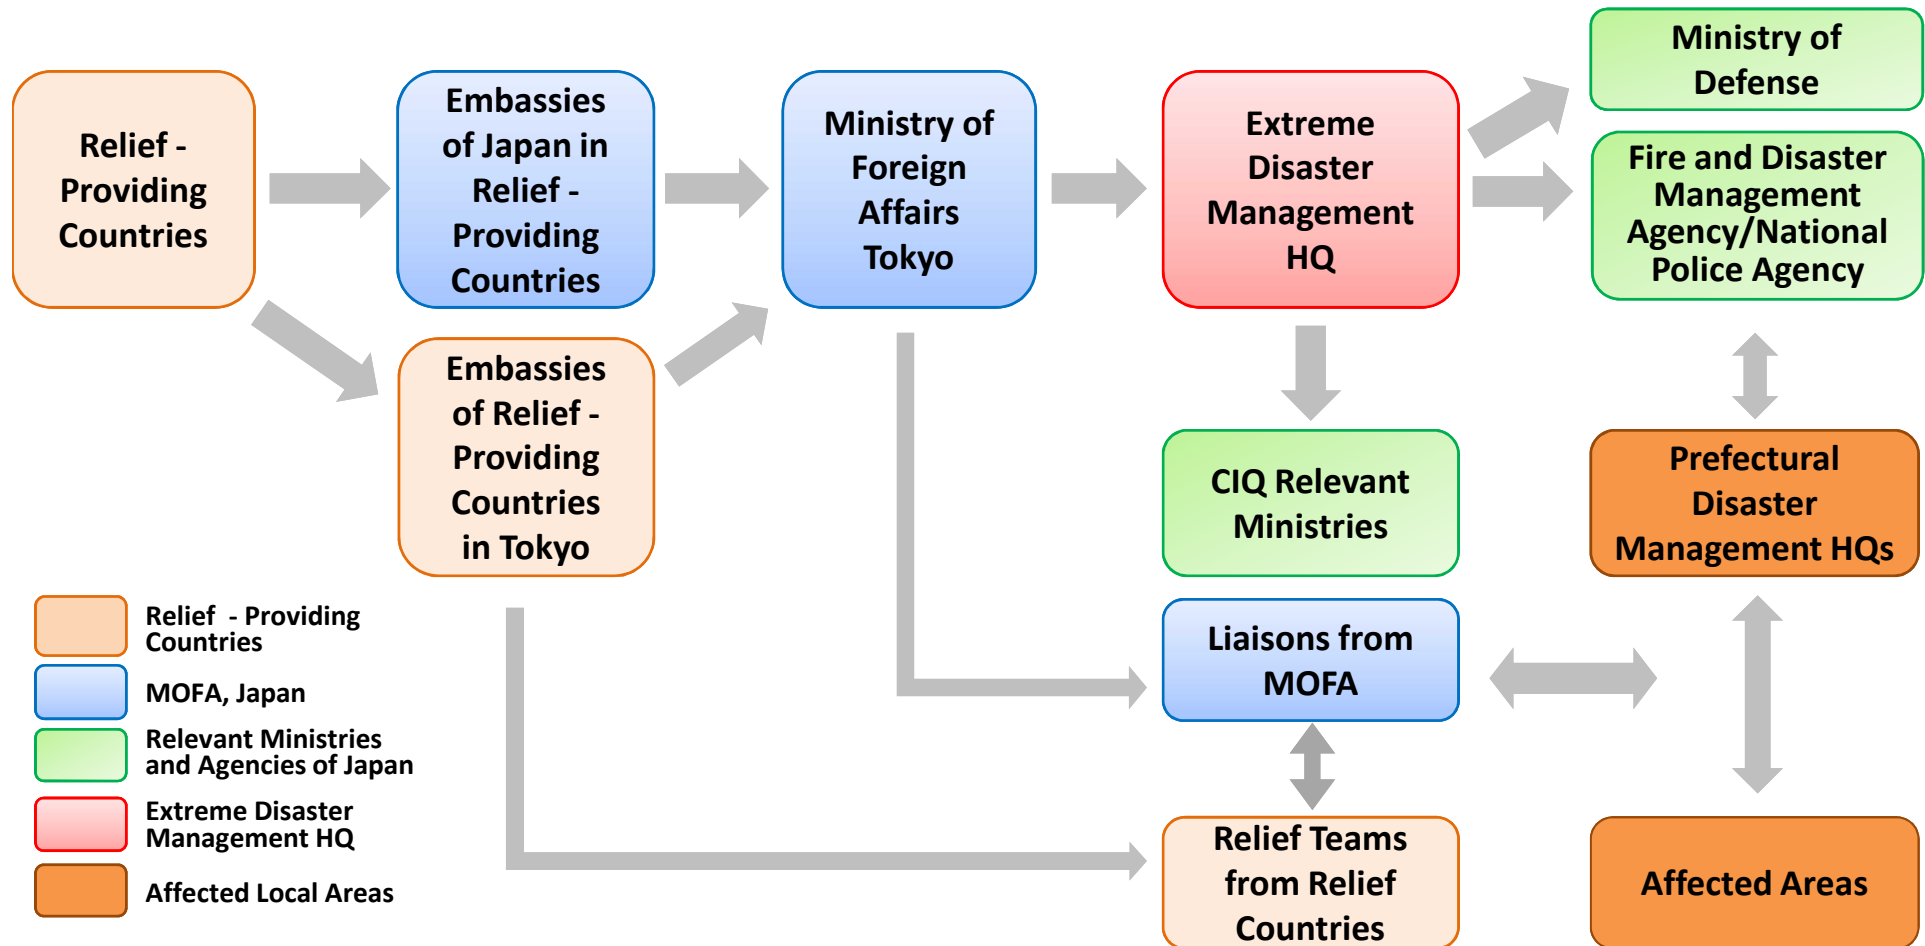 Relief -
Providing
Countries
Embassies
of Japan in
Relief -
Providing
Countries
Embassies
of Relief -
Providing
Countries
in Tokyo
Ministry of
Foreign
Affairs
Tokyo
Extreme
Disaster
Management
HQ
Ministry of
Defense
Fire and Disaster
Management
Agency/National
Police Agency
CIQ Relevant
Ministries
Prefectural
Disaster
Management HQs
Liaisons from
MOFA
Relief Teams
from Relief
Countries
Affected Areas
Relief - Providing
Countries
MOFA, Japan
Relevant Ministries
and Agencies of Japan
Extreme Disaster
Management HQ
Affected Local Areas